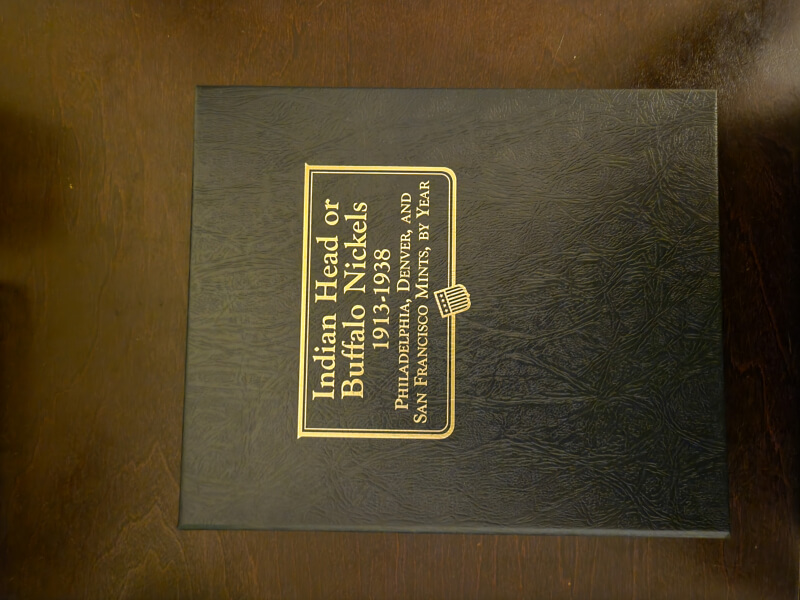 Indian Head or
Buffalo Nickels
1913-1938
PHILADELPHIA, DENVER, AND
SAN FRANCISCO MINTS, BY YEAR